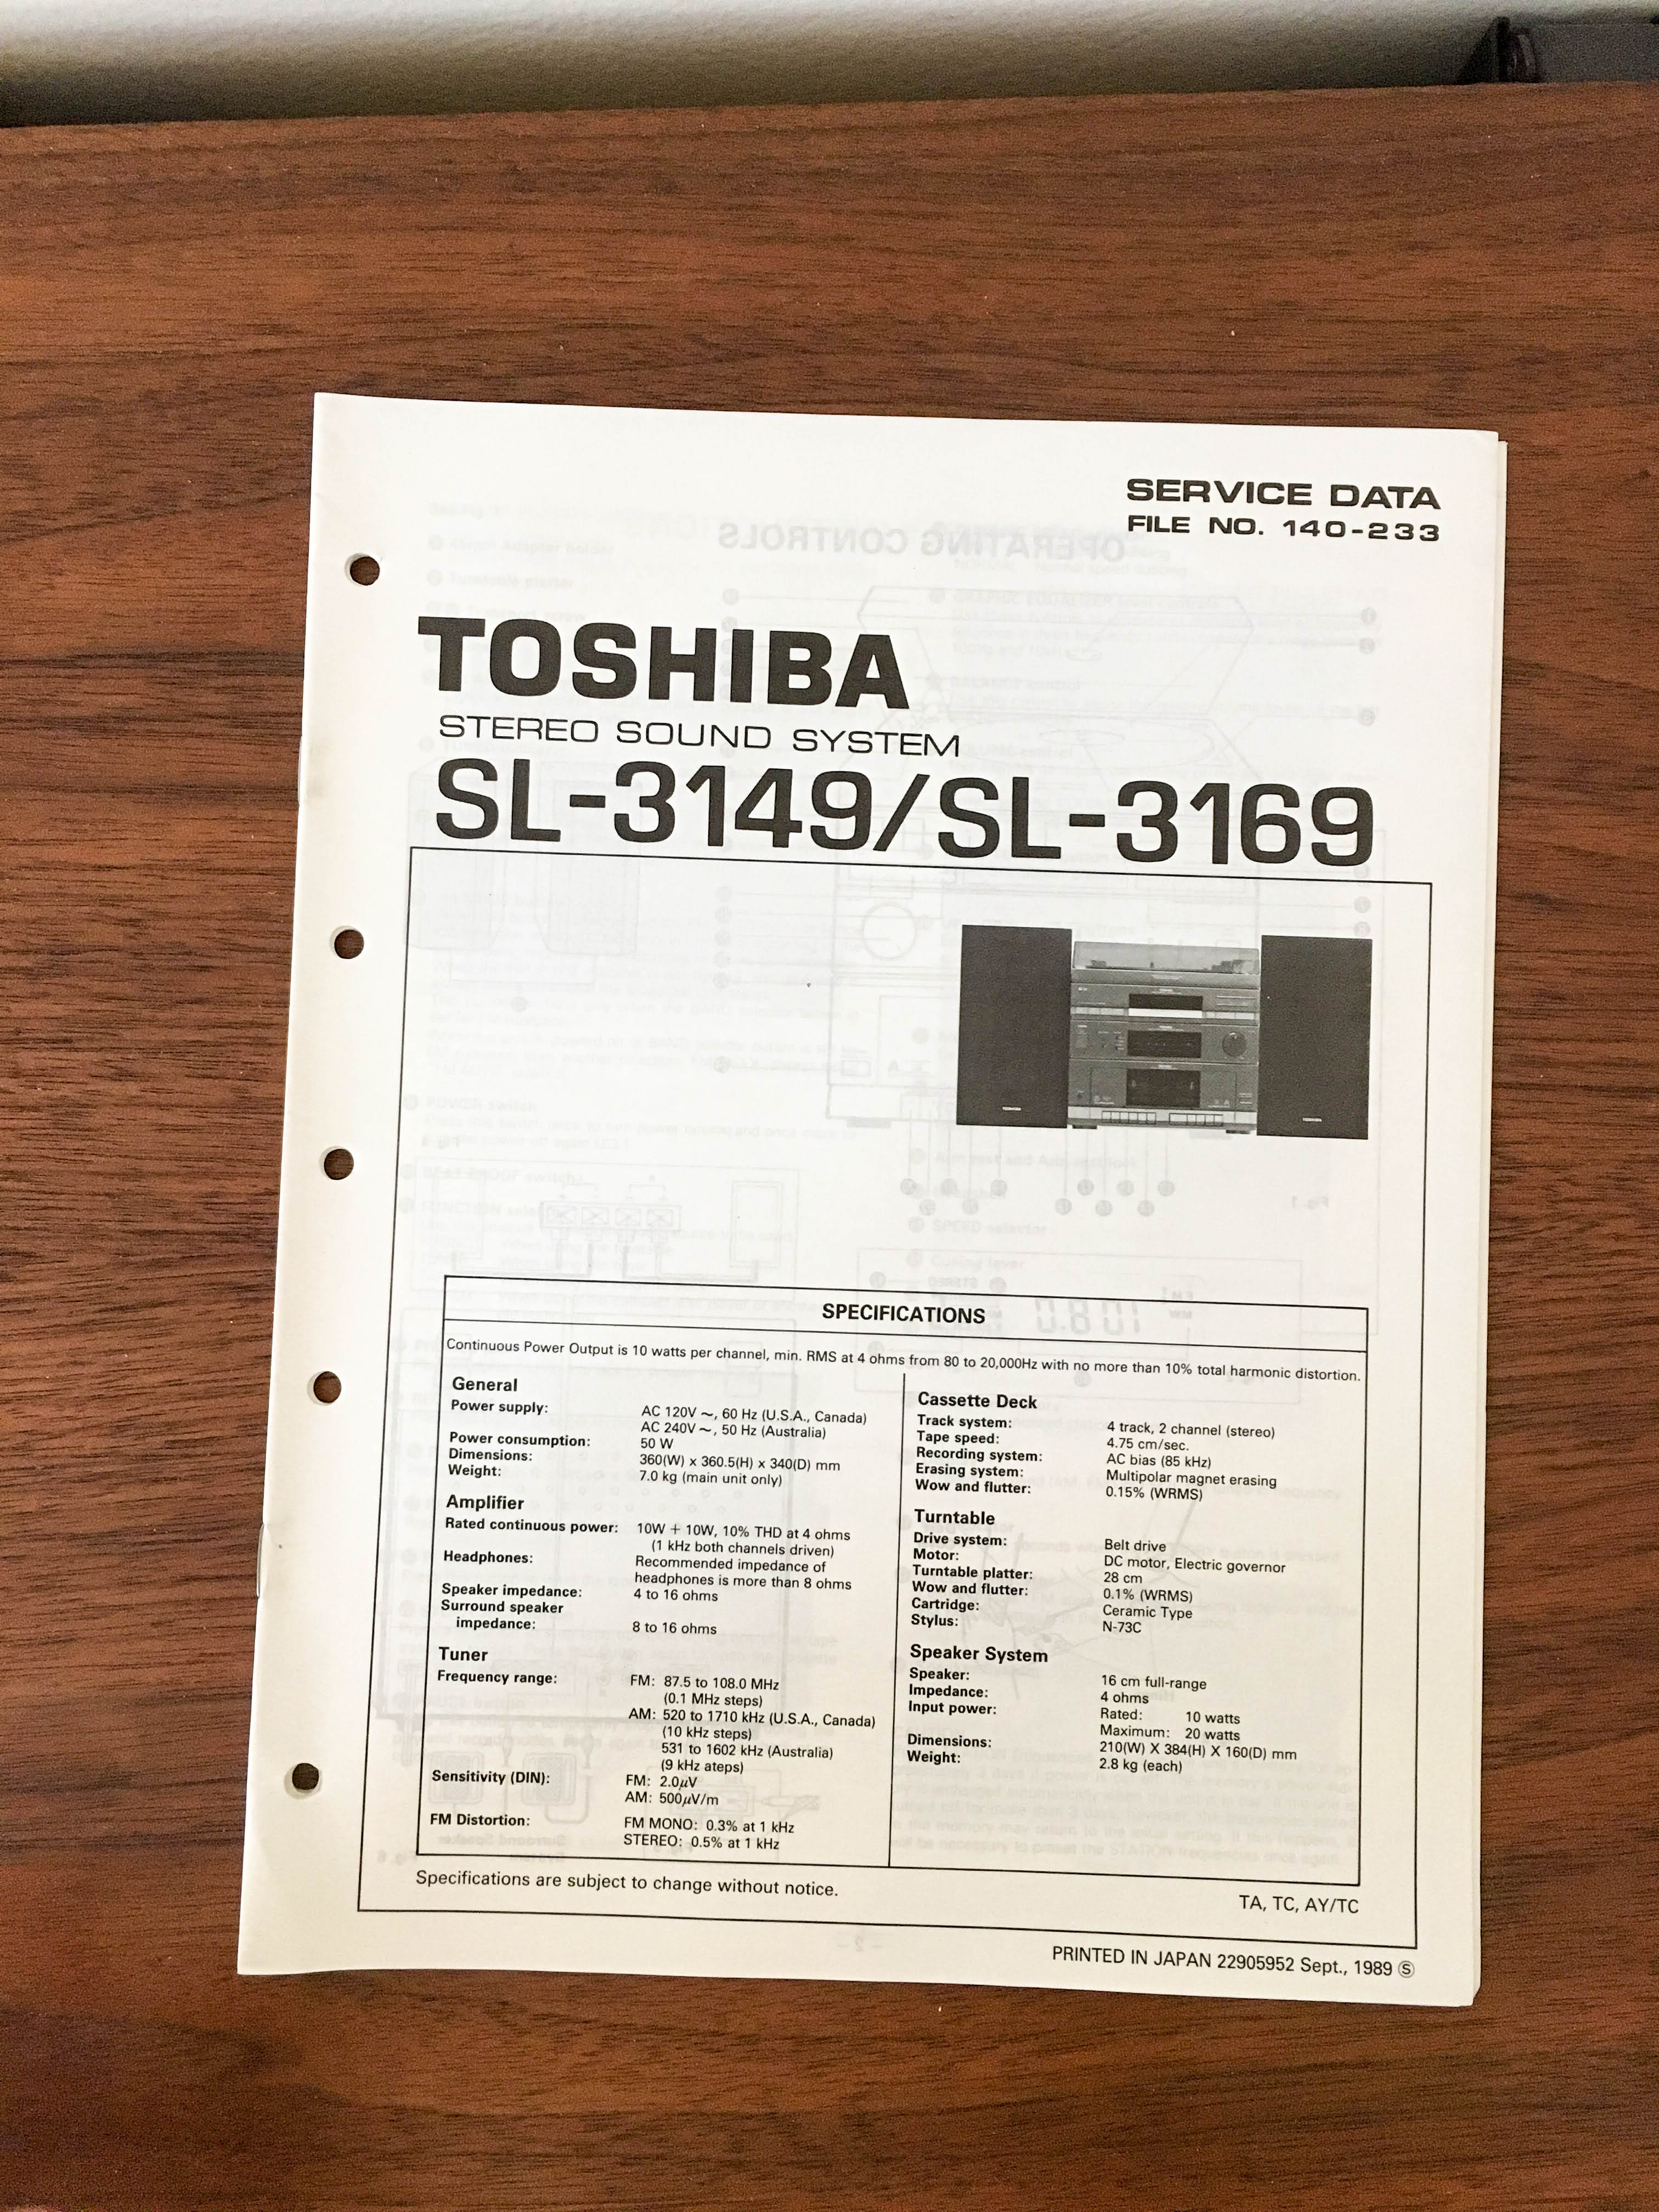 SERVICE DATA
FILE NO. 140-233
TOSHIBA
STEREO SOUND SYSTEM
SL-3149/SL-3169
SPECIFICATIONS
Continuous Power Output is 10 watts per channel, min. RMS at 4 ohms from 80 to 20,000Hz with no more than 10% total harmonic distortion.
General
Power supply: AC 120V ~, 60 Hz (U.S.A., Canada)
AC 240V ~, 50 Hz (Australia)
Power consumption: 50 W
Dimensions: 360(W) x 360.5(H) x 340(D) mm
Weight: 7.0 kg (main unit only)
Amplifier
Rated continuous power: 10W + 10W, 10% THD at 4 ohms
(1 kHz both channels driven)
Headphones: Recommended impedance of
headphones is more than 8 ohms
Speaker impedance: 4 to 16 ohms
Surround speaker
impedance: 8 to 16 ohms
Tuner
Frequency range: FM: 87.5 to 108.0 MHz
(0.1 MHz steps)
AM: 520 to 1710 kHz (U.S.A., Canada)
(10 kHz steps)
531 to 1602 kHz (Australia)
(9 kHz ateps)
Sensitivity (DIN): FM: 2.0μV
AM: 500μV/m
FM Distortion: FM MONO: 0.3% at 1 kHz
STEREO: 0.5% at 1 kHz
Cassette Deck
Track system: 4 track, 2 channel (stereo)
Tape speed: 4.75 cm/sec.
Recording system: AC bias (85 kHz)
Erasing system: Multipolar magnet erasing
Wow and flutter: 0.15% (WRMS)
Turntable
Drive system: Belt drive
Motor: DC motor, Electric governor
Turntable platter: 28 cm
Wow and flutter: 0.1% (WRMS)
Cartridge: Ceramic Type
Stylus: N-73C
Speaker System
Speaker: 16 cm full-range
Impedance: 4 ohms
Input power: Rated: 10 watts
Maximum: 20 watts
Dimensions: 210(W) X 384(H) X 160(D) mm
Weight: 2.8 kg (each)
Specifications are subject to change without notice.
TA, TC, AY/TC
PRINTED IN JAPAN 22905952 Sept., 1989 Ⓢ